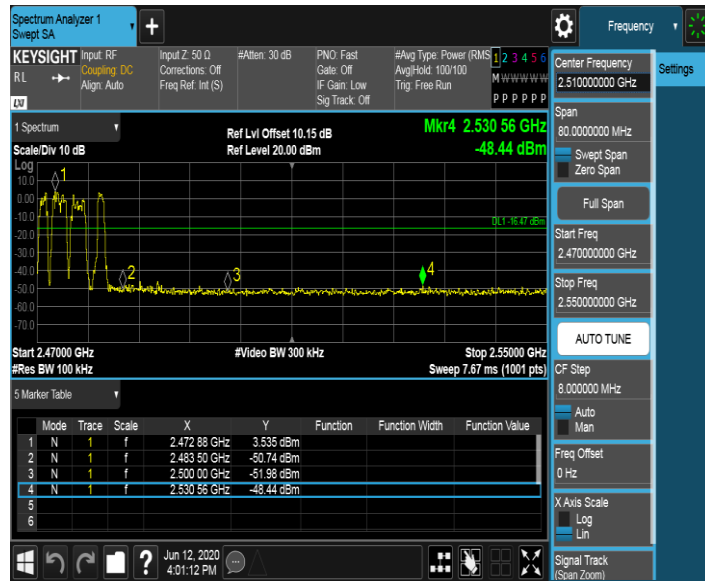 Spectrum Analyzer 1
Swept SA
Frequency
KEYSIGHT
RL
LXI
Input: RF
Coupling: DC
Align: Auto
Input Z: 50 Ω
Corrections: Off
Freq Ref: Int (S)
#Atten: 30 dB
PNO: Fast
Gate: Off
IF Gain: Low
Sig Track: Off
#Avg Type: Power (RMS
Avg|Hold: 100/100
Trig: Free Run
1 2 3 4 5 6
M W W W W W
P P P P P P
1 Spectrum
Scale/Div 10 dB
Ref Lvl Offset 10.15 dB
Ref Level 20.00 dBm
Mkr4 2.530 56 GHz
-48.44 dBm
Log
10.0
0.00
-10.0
-20.0
-30.0
-40.0
-50.0
-60.0
-70.0
1
2
3
4
DL1 -16.47 dBm
Start 2.47000 GHz
#Res BW 100 kHz
#Video BW 300 kHz
Stop 2.55000 GHz
Sweep 7.67 ms (1001 pts)
5 Marker Table
Mode Trace Scale X Y Function Function Width Function Value
1 N 1 f 2.472 88 GHz 3.535 dBm
2 N 1 f 2.483 50 GHz -50.74 dBm
3 N 1 f 2.500 00 GHz -51.98 dBm
4 N 1 f 2.530 56 GHz -48.44 dBm
5
6
?
Jun 12, 2020
4:01:12 PM
Center Frequency
2.510000000 GHz
Span
80.0000000 MHz
Swept Span
Zero Span
Full Span
Start Freq
2.470000000 GHz
Stop Freq
2.550000000 GHz
AUTO TUNE
CF Step
8.000000 MHz
Auto
Man
Freq Offset
0 Hz
X Axis Scale
Log
Lin
Signal Track
(Span Zoom)
Settings